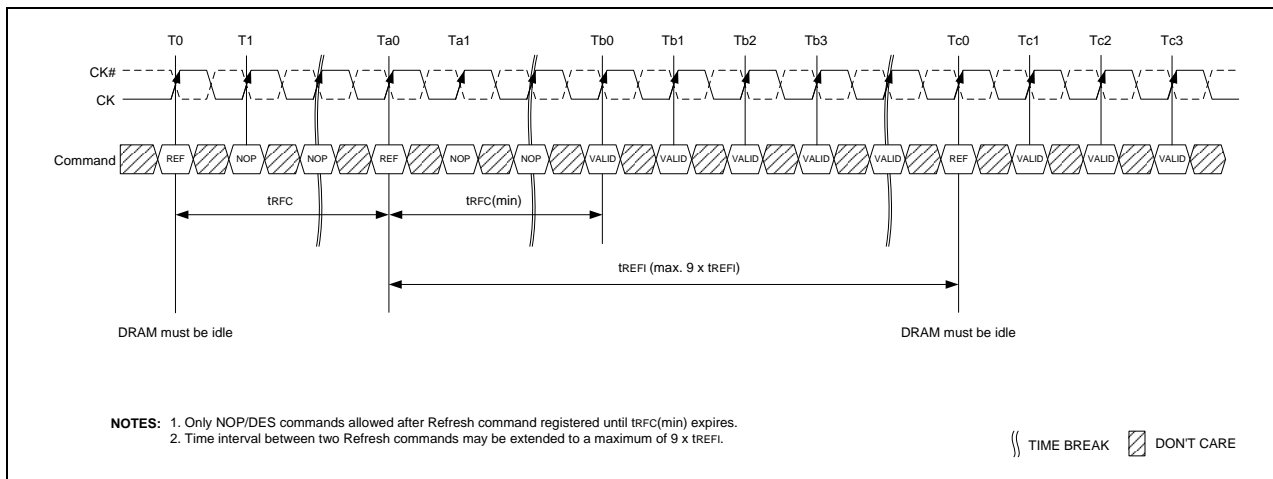 T0 T1 Ta0 Ta1 Tb0 Tb1 Tb2 Tb3 Tc0 Tc1 Tc2 Tc3
CK#
CK
Command REF NOP NOP REF NOP NOP VALID VALID VALID VALID VALID REF VALID VALID VALID
tRFC tRFC(min)
tREFI (max. 9 x tREFI)
DRAM must be idle DRAM must be idle
NOTES: 1. Only NOP/DES commands allowed after Refresh command registered until tRFC(min) expires.
2. Time interval between two Refresh commands may be extended to a maximum of 9 x tREFI.
TIME BREAK DON'T CARE